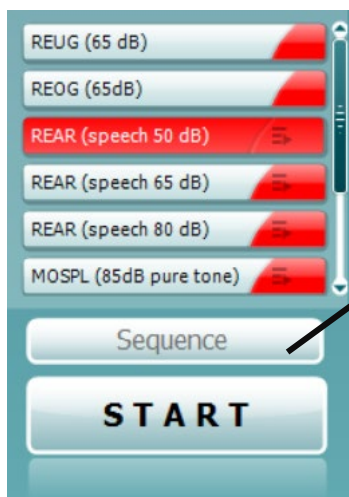 REUG (65 dB)
REOG (65dB)
REAR (speech 50 dB)
REAR (speech 65 dB)
REAR (speech 80 dB)
MOSPL (85dB pure tone)
Sequence
START